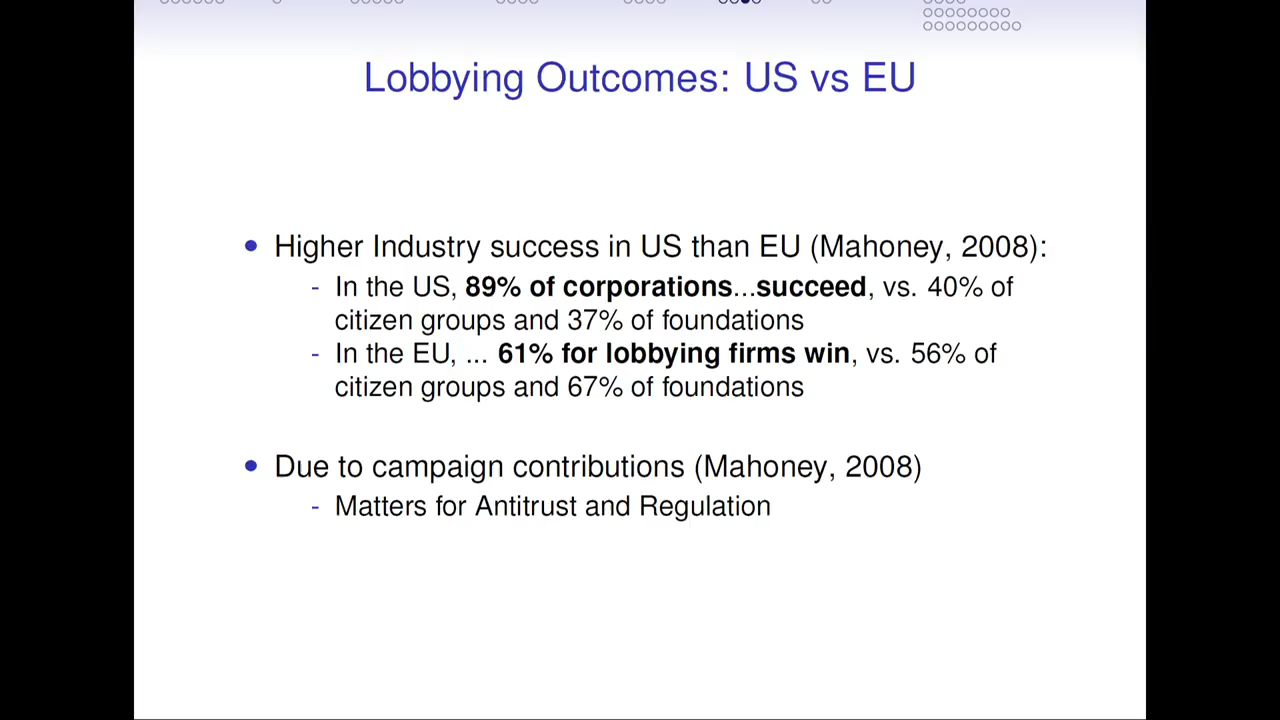 Lobbying Outcomes: US vs EU
• Higher Industry success in US than EU (Mahoney, 2008):
- In the US, 89% of corporations...succeed, vs. 40% of
citizen groups and 37% of foundations
- In the EU, ... 61% for lobbying firms win, vs. 56% of
citizen groups and 67% of foundations
• Due to campaign contributions (Mahoney, 2008)
- Matters for Antitrust and Regulation